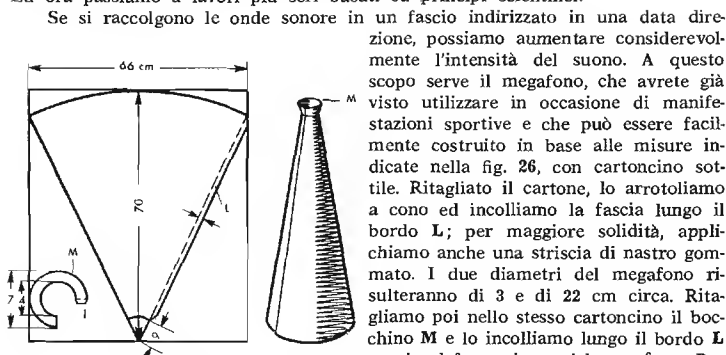 Se si raccolgono le onde sonore in un fascio indirizzato in una data dire-
zione, possiamo aumentare considerevol-
mente l'intensità del suono. A questo
scopo serve il megafono, che avrete già
visto utilizzare in occasione di manife-
stazioni sportive e che può essere facil-
mente costruito in base alle misure in-
dicate nella fig. 26, con cartoncino sot-
tile. Ritagliato il cartone, lo arrotoliamo
a cono ed incolliamo la fascia lungo il
bordo L; per maggiore solidità, appli-
chiamo anche una striscia di nastro gom-
mato. I due diametri del megafono ri-
sulteranno di 3 e di 22 cm circa. Rita-
gliamo poi nello stesso cartoncino il boc-
chino M e lo incolliamo lungo il bordo L
66 cm
M
70
L
M
7
4
9